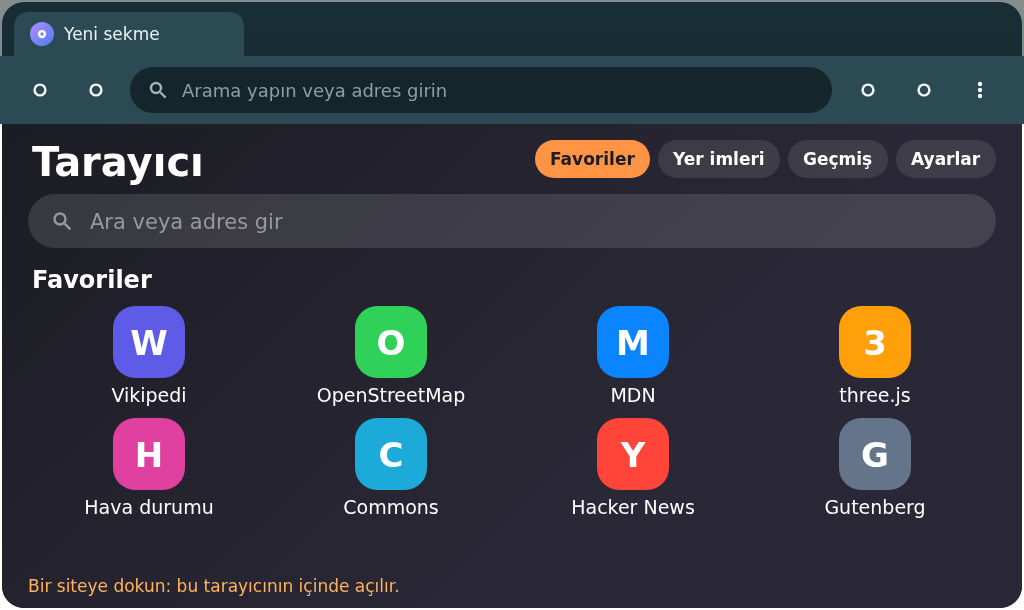 Yeni sekme
Arama yapın veya adres girin
Tarayıcı
Favoriler Yer imleri Geçmiş Ayarlar
Ara veya adres gir
Favoriler
W O M 3
Vikipedi OpenStreetMap MDN three.js
H C Y G
Hava durumu Commons Hacker News Gutenberg
Bir siteye dokun: bu tarayıcının içinde açılır.